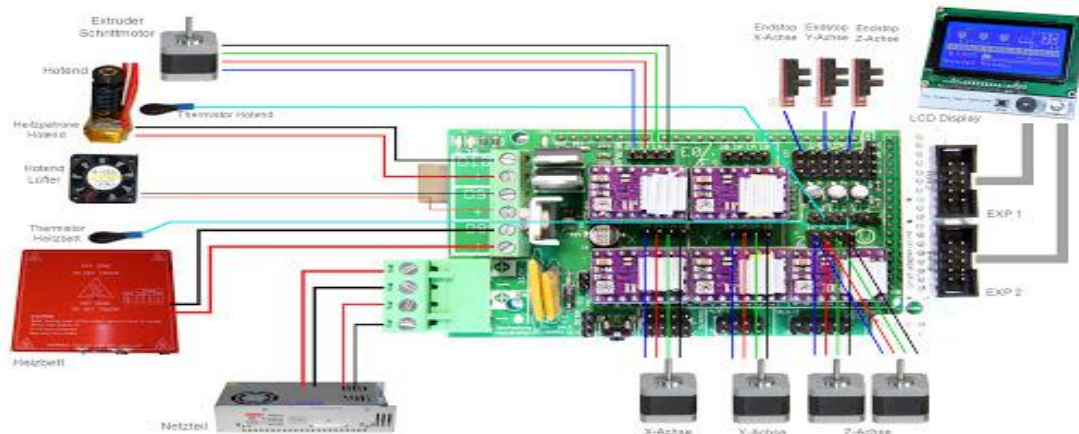 Extruder
Schrittmotor
Hotend
Thermistor Hotend
Heizpatrone
Hotend
Hotend
Lüfter
Thermistor
Heizbett
Heizbett
Netzteil
Endstop
X-Achse
Endstop
Y-Achse
Endstop
Z-Achse
LCD Display
EXP 1
EXP 2
X-Achse
Y-Achse
Z-Achse